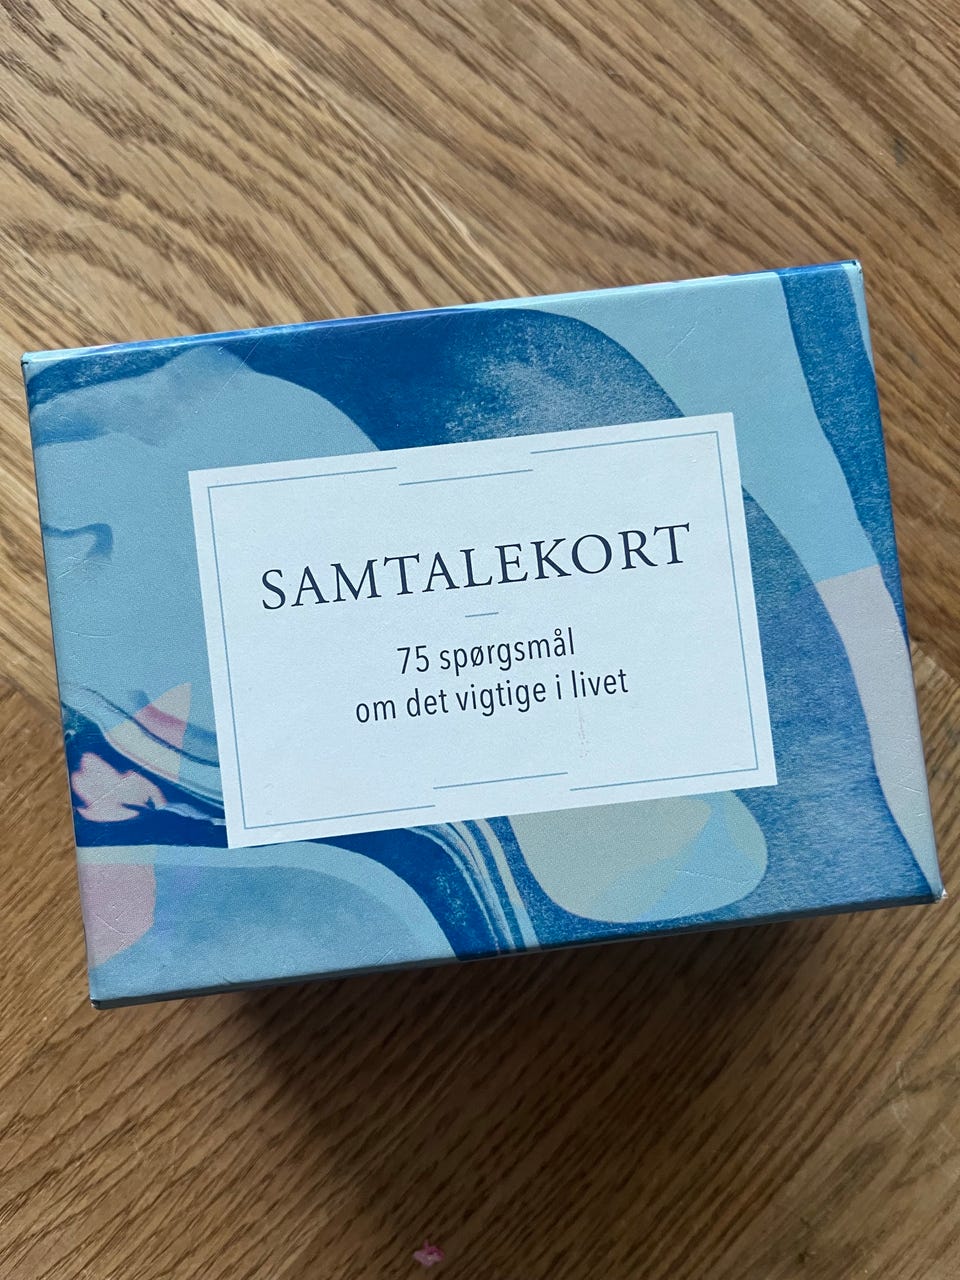 SAMTALEKORT
75 spørgsmål
om det vigtige i livet